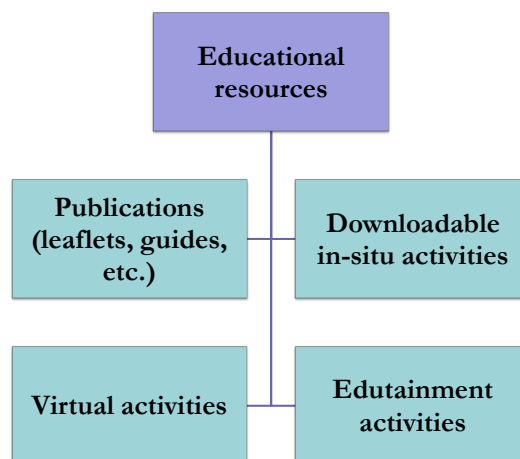 Educational
resources
Publications
(leaflets, guides,
etc.)
Downloadable
in-situ activities
Virtual activities
Edutainment
activities